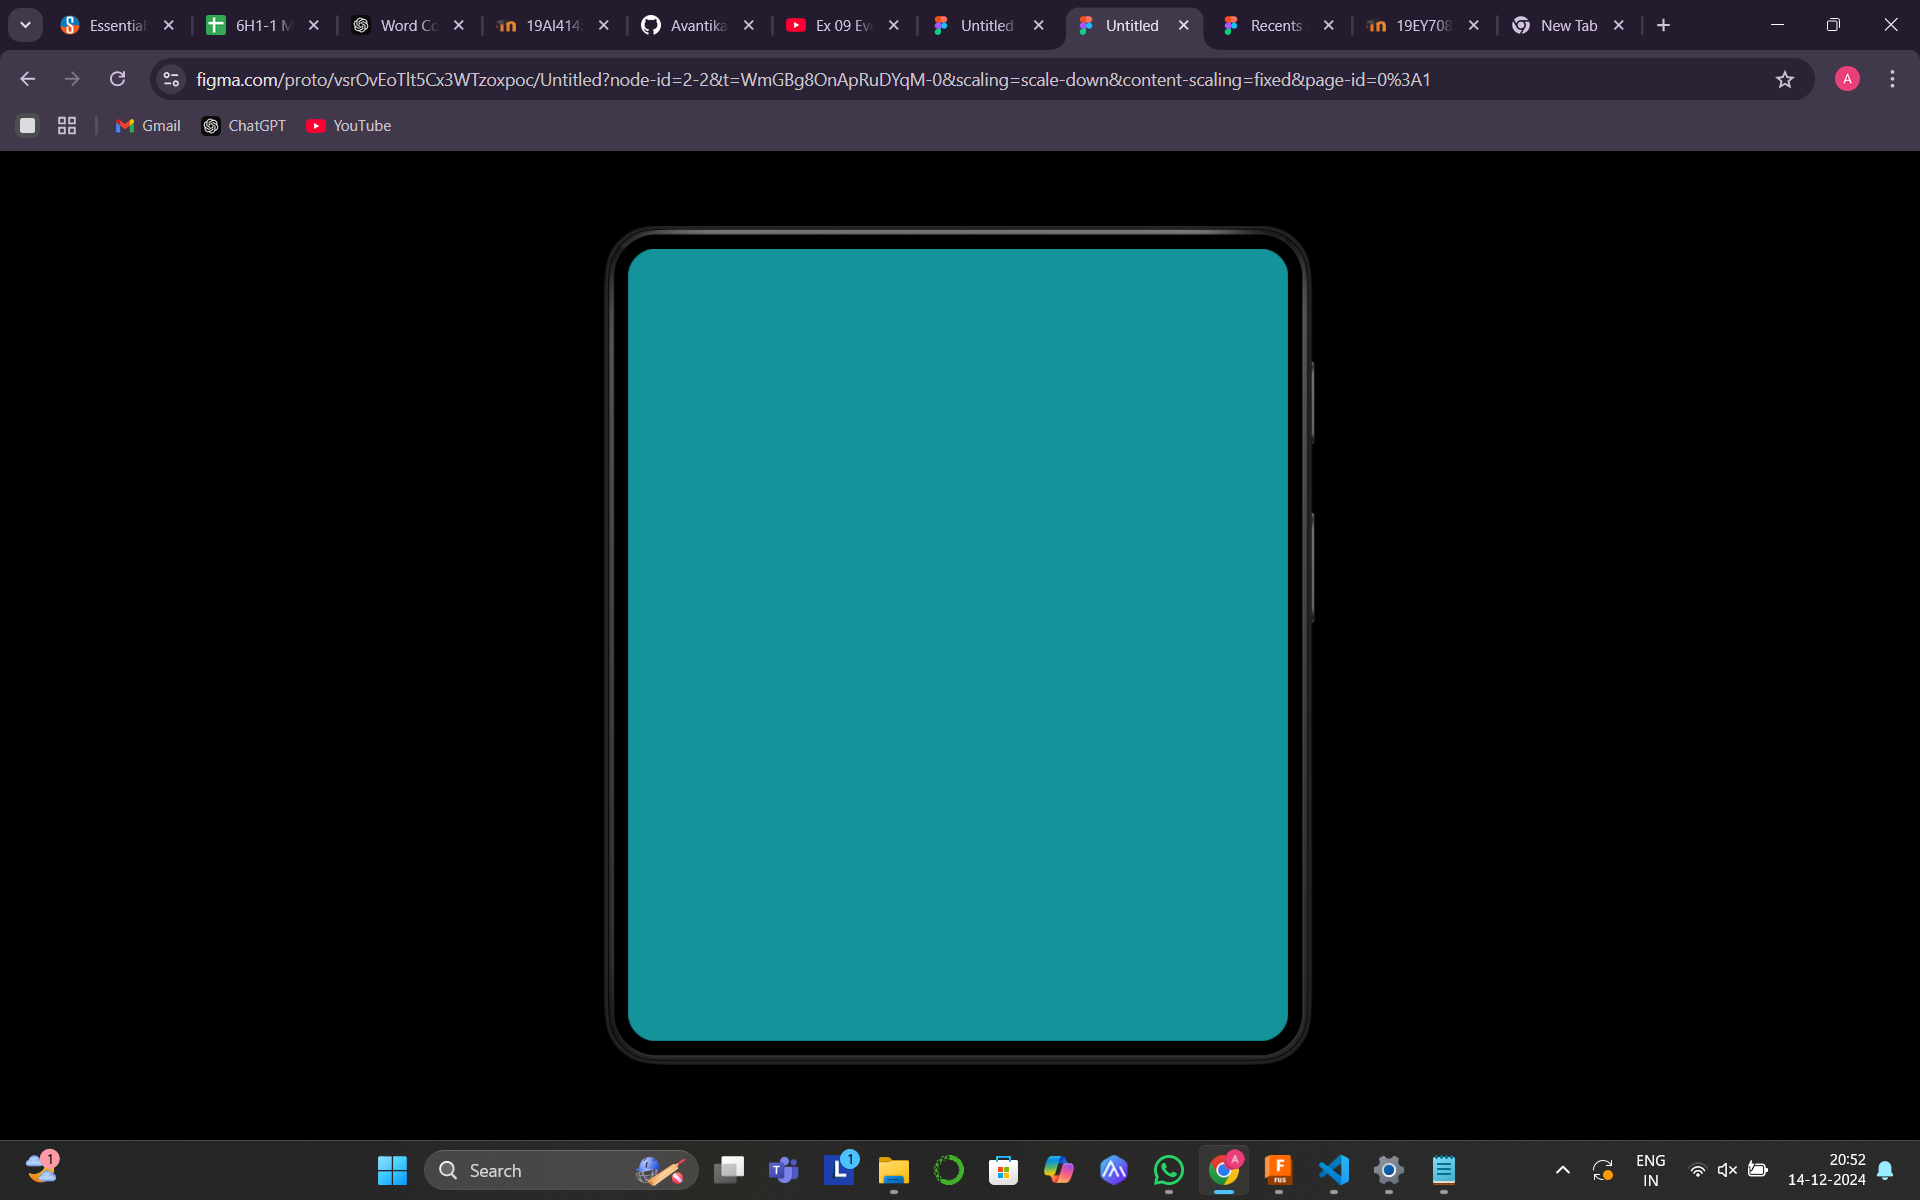 Essential
6H1-1 M
Word Co
19AI414
Avantika
Ex 09 Eve
Untitled
Untitled
Recents
19EY708
New Tab
figma.com/proto/vsrOvEoTlt5Cx3WTzoxpoc/Untitled?node-id=2-2&t=WmGBg8OnApRuDYqM-0&scaling=scale-down&content-scaling=fixed&page-id=0%3A1
A
Gmail
ChatGPT
YouTube
1
Search
T
L
1
A
F
FUS
ENG
IN
20:52
14-12-2024